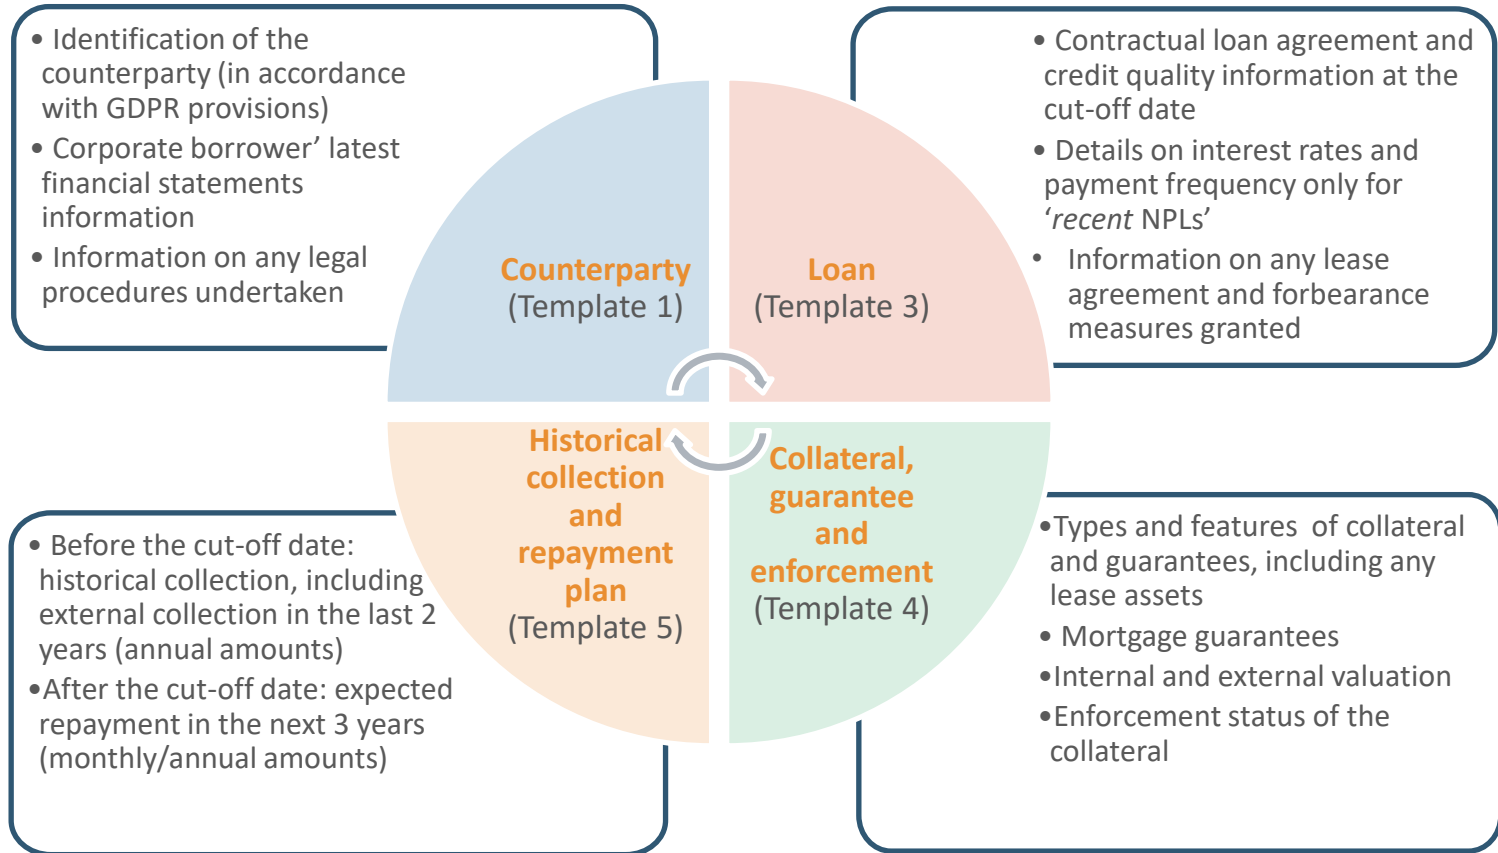 • Identification of the
counterparty (in accordance
with GDPR provisions)
• Corporate borrower’ latest
financial statements
information
• Information on any legal
procedures undertaken
• Contractual loan agreement and
credit quality information at the
cut-off date
• Details on interest rates and
payment frequency only for
‘recent NPLs’
• Information on any lease
agreement and forbearance
measures granted
Counterparty
(Template 1)
Loan
(Template 3)
Historical
collection
and
repayment
plan
(Template 5)
Collateral,
guarantee
and
enforcement
(Template 4)
• Before the cut-off date:
historical collection, including
external collection in the last 2
years (annual amounts)
•After the cut-off date: expected
repayment in the next 3 years
(monthly/annual amounts)
•Types and features of collateral
and guarantees, including any
lease assets
• Mortgage guarantees
•Internal and external valuation
•Enforcement status of the
collateral